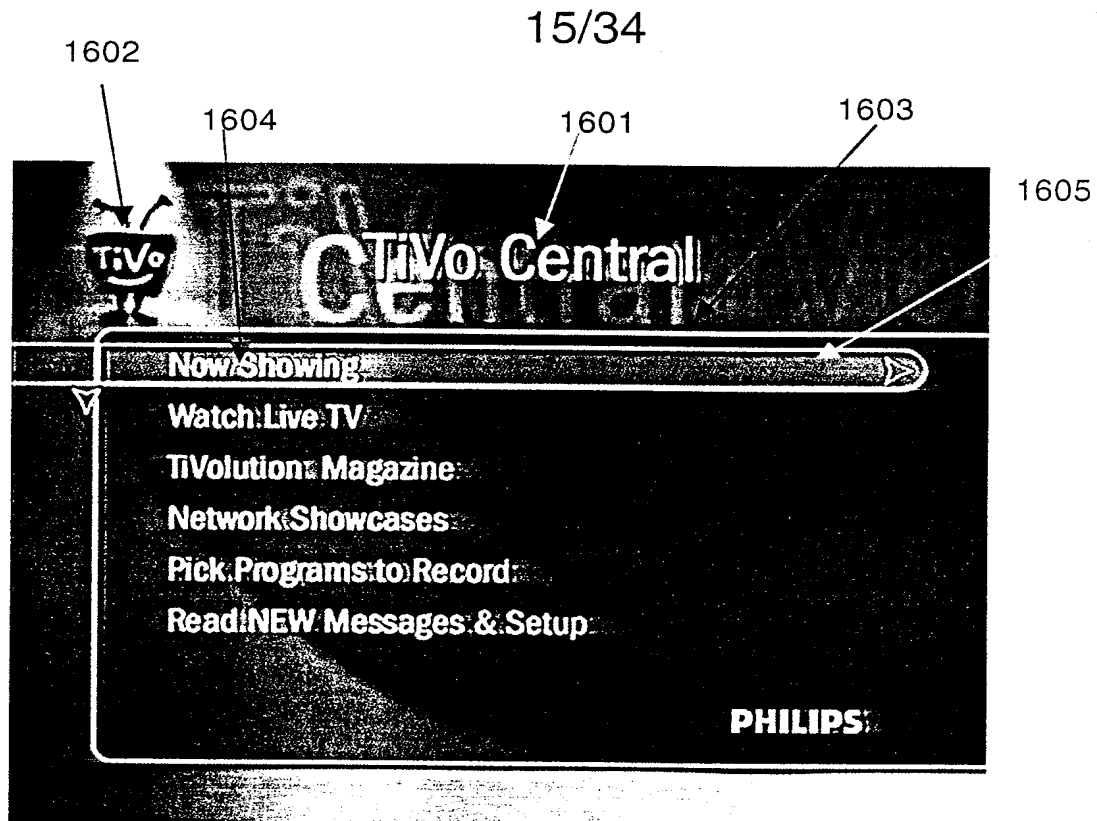 15/34
1602
1604
1601
1603
1605
TiVo
TiVo Central
Central
Now Showing
Watch Live TV
TiVolution Magazine
Network Showcases
Pick Programs to Record
Read NEW Messages & Setup
PHILIPS